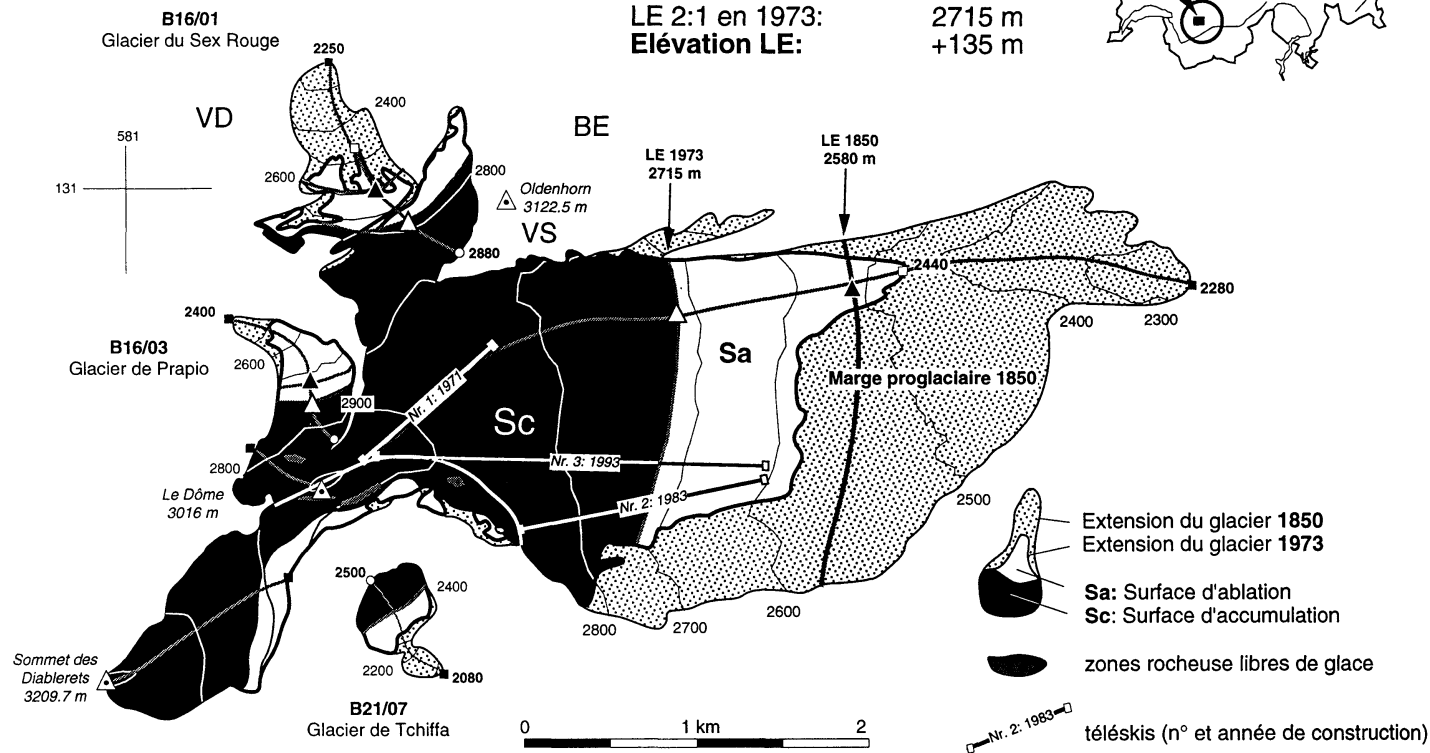 B16/01
Glacier du Sex Rouge
LE 2:1 en 1973: 2715 m
Elévation LE: +135 m
2250
2400
VD
BE
581
131
2600
2800
Oldenhorn
3122.5 m
VS
2880
LE 1973
2715 m
LE 1850
2580 m
2440
2280
2400
2300
2400
B16/03
Glacier de Prapio
2600
2900
2800
Le Dôme
3016 m
Nr. 1: 1971
Sc
Sa
Marge proglaciaire 1850
Nr. 3: 1993
Nr. 2: 1983
2500
2600
2700
2800
2500
2400
2200
2080
B21/07
Glacier de Tchiffa
Sommet des
Diablerets
3209.7 m
0 1 km 2
Extension du glacier 1850
Extension du glacier 1973
Sa: Surface d'ablation
Sc: Surface d'accumulation
zones rocheuse libres de glace
Nr. 2: 1983
téléskis (n° et année de construction)